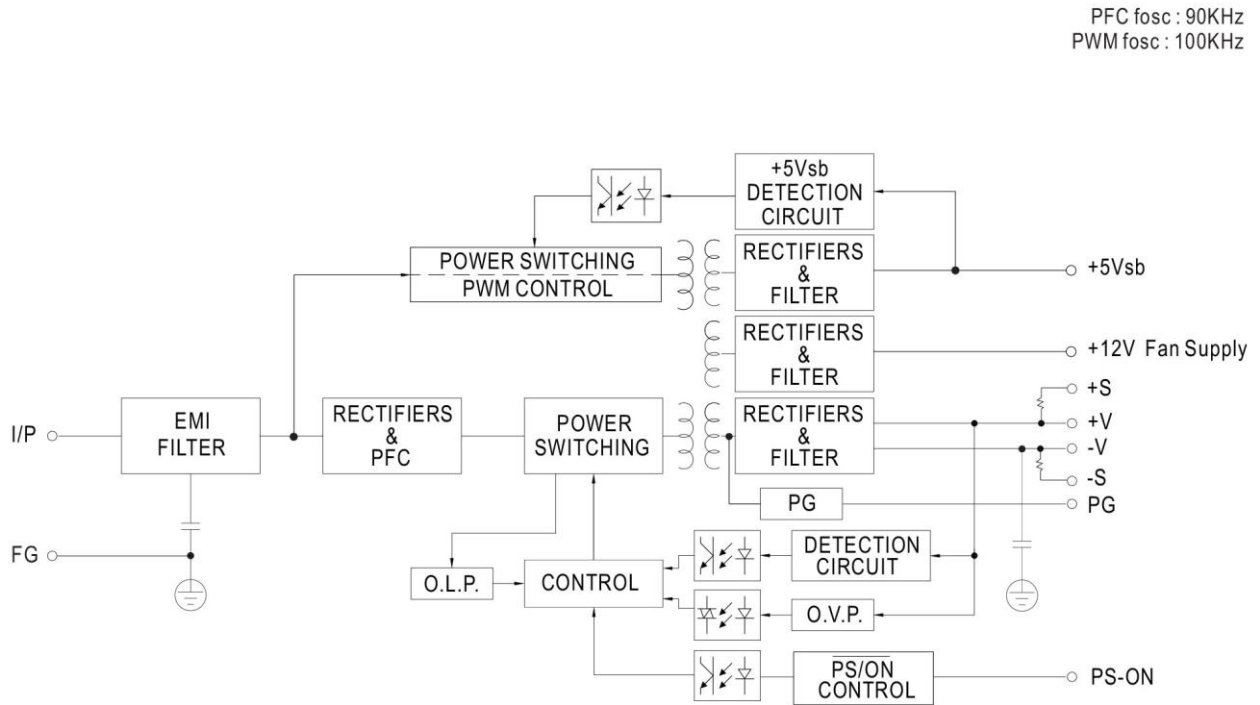 PFC fosc : 90KHz
PWM fosc : 100KHz
+5Vsb
DETECTION
CIRCUIT
POWER SWITCHING
PWM CONTROL
RECTIFIERS
&
FILTER
+5Vsb
RECTIFIERS
&
FILTER
+12V Fan Supply
I/P
EMI
FILTER
RECTIFIERS
&
PFC
POWER
SWITCHING
RECTIFIERS
&
FILTER
+S
+V
-V
-S
PG
PG
FG
O.L.P.
CONTROL
DETECTION
CIRCUIT
O.V.P.
PS/ON
CONTROL
PS-ON